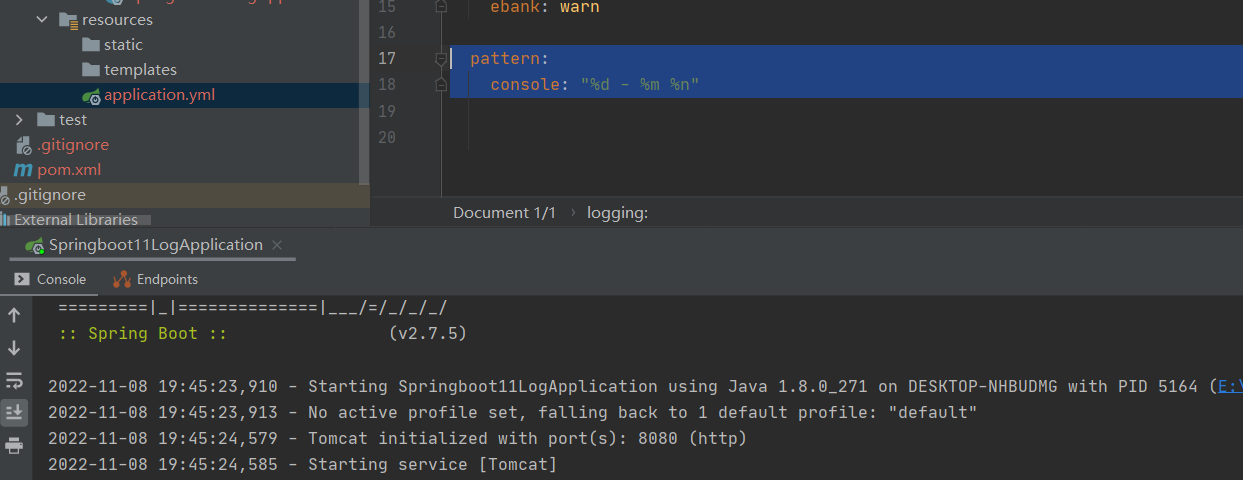 resources
static
templates
application.yml
test
.gitignore
pom.xml
.gitignore
External Libraries
15 ebank: warn
16
17 pattern:
18 console: "%d - %m %n"
19
20
Document 1/1 › logging:
Springboot11LogApplication ×
Console Endpoints
=========|_|==============|___/=/_/_/_/
:: Spring Boot :: (v2.7.5)
2022-11-08 19:45:23,910 - Starting Springboot11LogApplication using Java 1.8.0_271 on DESKTOP-NHBUDMG with PID 5164 (E:\
2022-11-08 19:45:23,913 - No active profile set, falling back to 1 default profile: "default"
2022-11-08 19:45:24,579 - Tomcat initialized with port(s): 8080 (http)
2022-11-08 19:45:24,585 - Starting service [Tomcat]